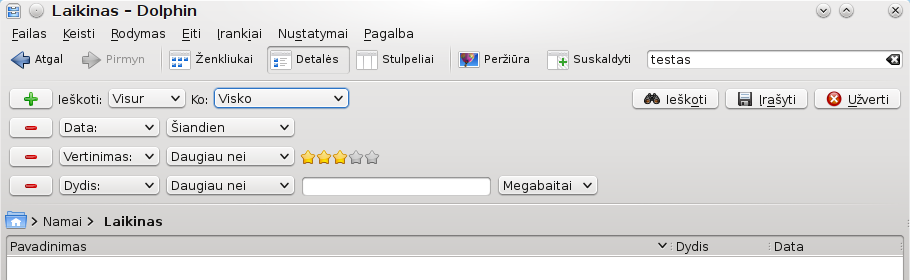 Laikinas – Dolphin
Failas Keisti Rodymas Eiti Įrankiai Nustatymai Pagalba
Atgal Pirmyn Ženkliukai Detalės Stulpeliai Peržiūra Suskaldyti testas
Ieškoti: Visur Ko: Visko Ieškoti Įrašyti Užverti
Data: Šiandien
Vertinimas: Daugiau nei
Dydis: Daugiau nei Megabaitai
Namai Laikinas
Pavadinimas Dydis Data